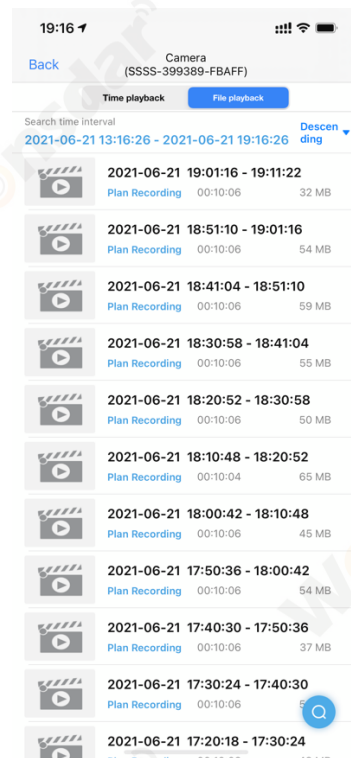 19:16
Back
Camera
(SSSS-399389-FBAFF)
Time playback File playback
Search time interval
2021-06-21 13:16:26 - 2021-06-21 19:16:26
Descen
ding
2021-06-21 19:01:16 - 19:11:22
Plan Recording 00:10:06 32 MB
2021-06-21 18:51:10 - 19:01:16
Plan Recording 00:10:06 54 MB
2021-06-21 18:41:04 - 18:51:10
Plan Recording 00:10:06 59 MB
2021-06-21 18:30:58 - 18:41:04
Plan Recording 00:10:06 55 MB
2021-06-21 18:20:52 - 18:30:58
Plan Recording 00:10:06 50 MB
2021-06-21 18:10:48 - 18:20:52
Plan Recording 00:10:04 65 MB
2021-06-21 18:00:42 - 18:10:48
Plan Recording 00:10:06 45 MB
2021-06-21 17:50:36 - 18:00:42
Plan Recording 00:10:06 54 MB
2021-06-21 17:40:30 - 17:50:36
Plan Recording 00:10:06 37 MB
2021-06-21 17:30:24 - 17:40:30
Plan Recording 00:10:06
2021-06-21 17:20:18 - 17:30:24